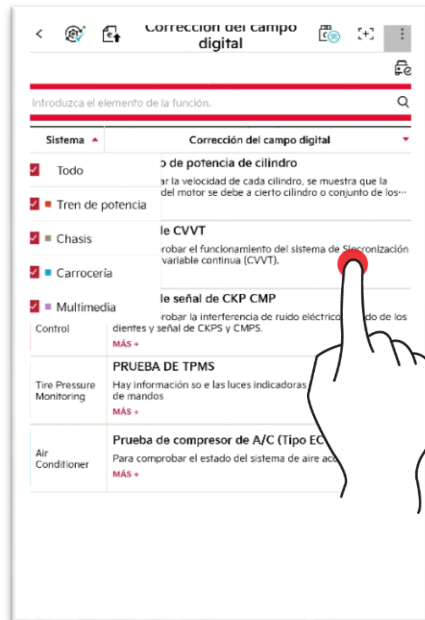 Corrección del campo
digital
Introduzca el elemento de la función.
Sistema
Corrección del campo digital
Todo
Tren de potencia
Chasis
Carrocería
Multimedia
o de potencia de cilindro
ar la velocidad de cada cilindro, se muestra que la
del motor se debe a cierto cilindro o conjunto de los···
le CVVT
robar el funcionamiento del sistema de Sincronización
variable continua (CVVT).
le señal de CKP CMP
Control
robar la interferencia de ruido eléctrico do de los
dientes y señal de CKPS y CMPS.
MÁS +
PRUEBA DE TPMS
Tire Pressure
Monitoring
Hay información so e las luces indicadoras
de mandos
MÁS +
Prueba de compresor de A/C (Tipo EC
Air
Conditioner
Para comprobar el estado del sistema de aire aco
MÁS +